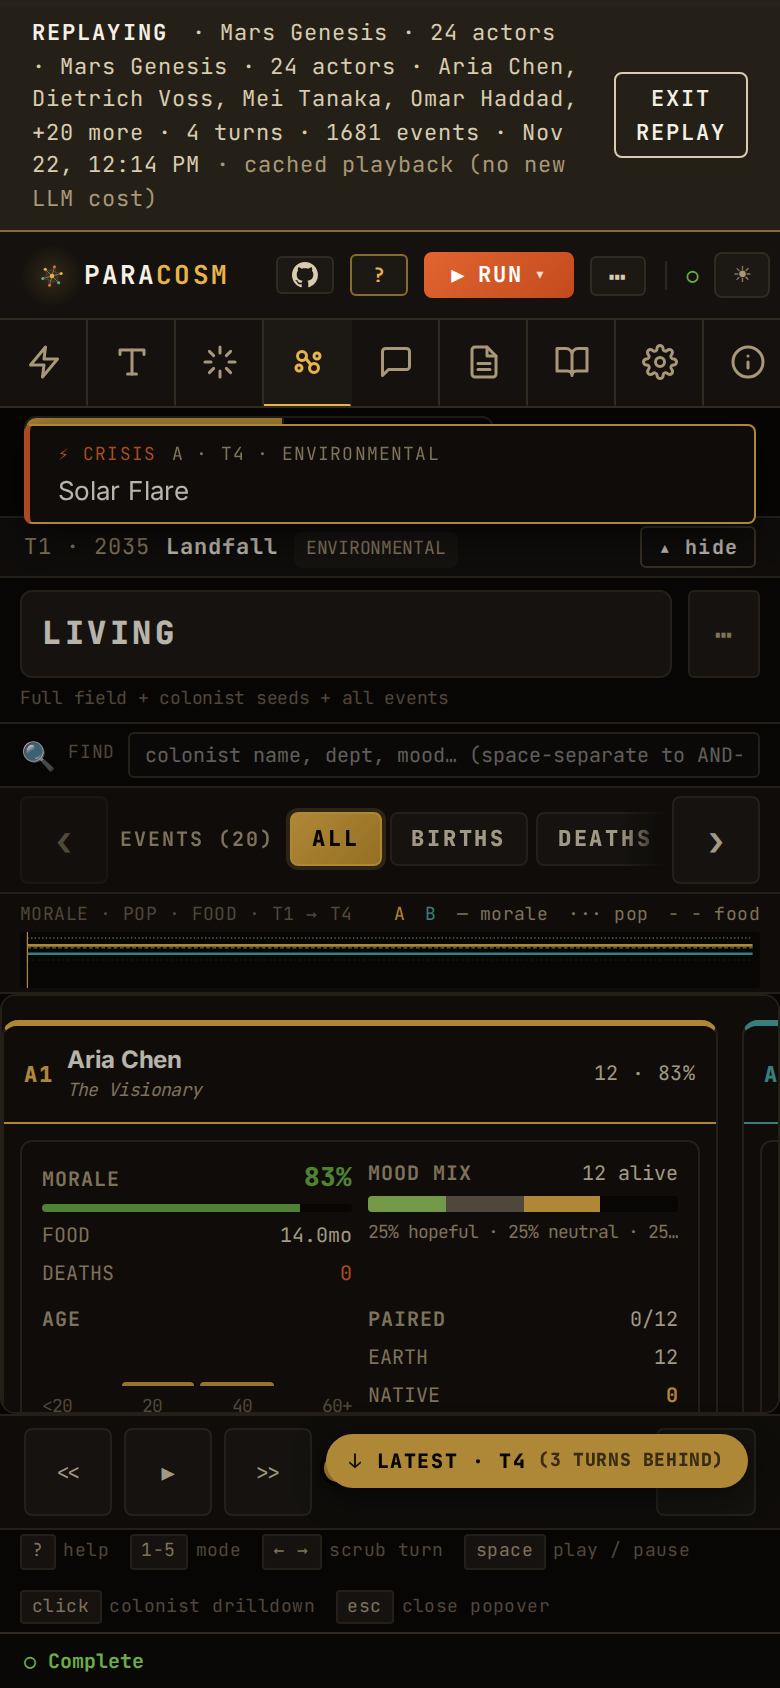 REPLAYING · Mars Genesis · 24 actors
· Mars Genesis · 24 actors · Aria Chen,
Dietrich Voss, Mei Tanaka, Omar Haddad,
+20 more · 4 turns · 1681 events · Nov
22, 12:14 PM · cached playback (no new
LLM cost)
EXIT
REPLAY
PARACOSM
?
▶ RUN ▾
…
⚡ CRISIS A · T4 · ENVIRONMENTAL
Solar Flare
T1 · 2035 Landfall ENVIRONMENTAL
▴ hide
LIVING
…
Full field + colonist seeds + all events
🔍 FIND colonist name, dept, mood… (space-separate to AND-
‹ EVENTS (20) ALL BIRTHS DEATHS ›
MORALE · POP · FOOD · T1 → T4 A B — morale ··· pop - - food
A1 Aria Chen
The Visionary
12 · 83%
A
MORALE 83%
FOOD 14.0mo
DEATHS 0
MOOD MIX 12 alive
25% hopeful · 25% neutral · 25…
AGE
<20 20 40 60+
PAIRED 0/12
EARTH 12
NATIVE 0
<< ▶ >>
↓ LATEST · T4 (3 TURNS BEHIND)
? help 1-5 mode ← → scrub turn space play / pause
click colonist drilldown esc close popover
○ Complete